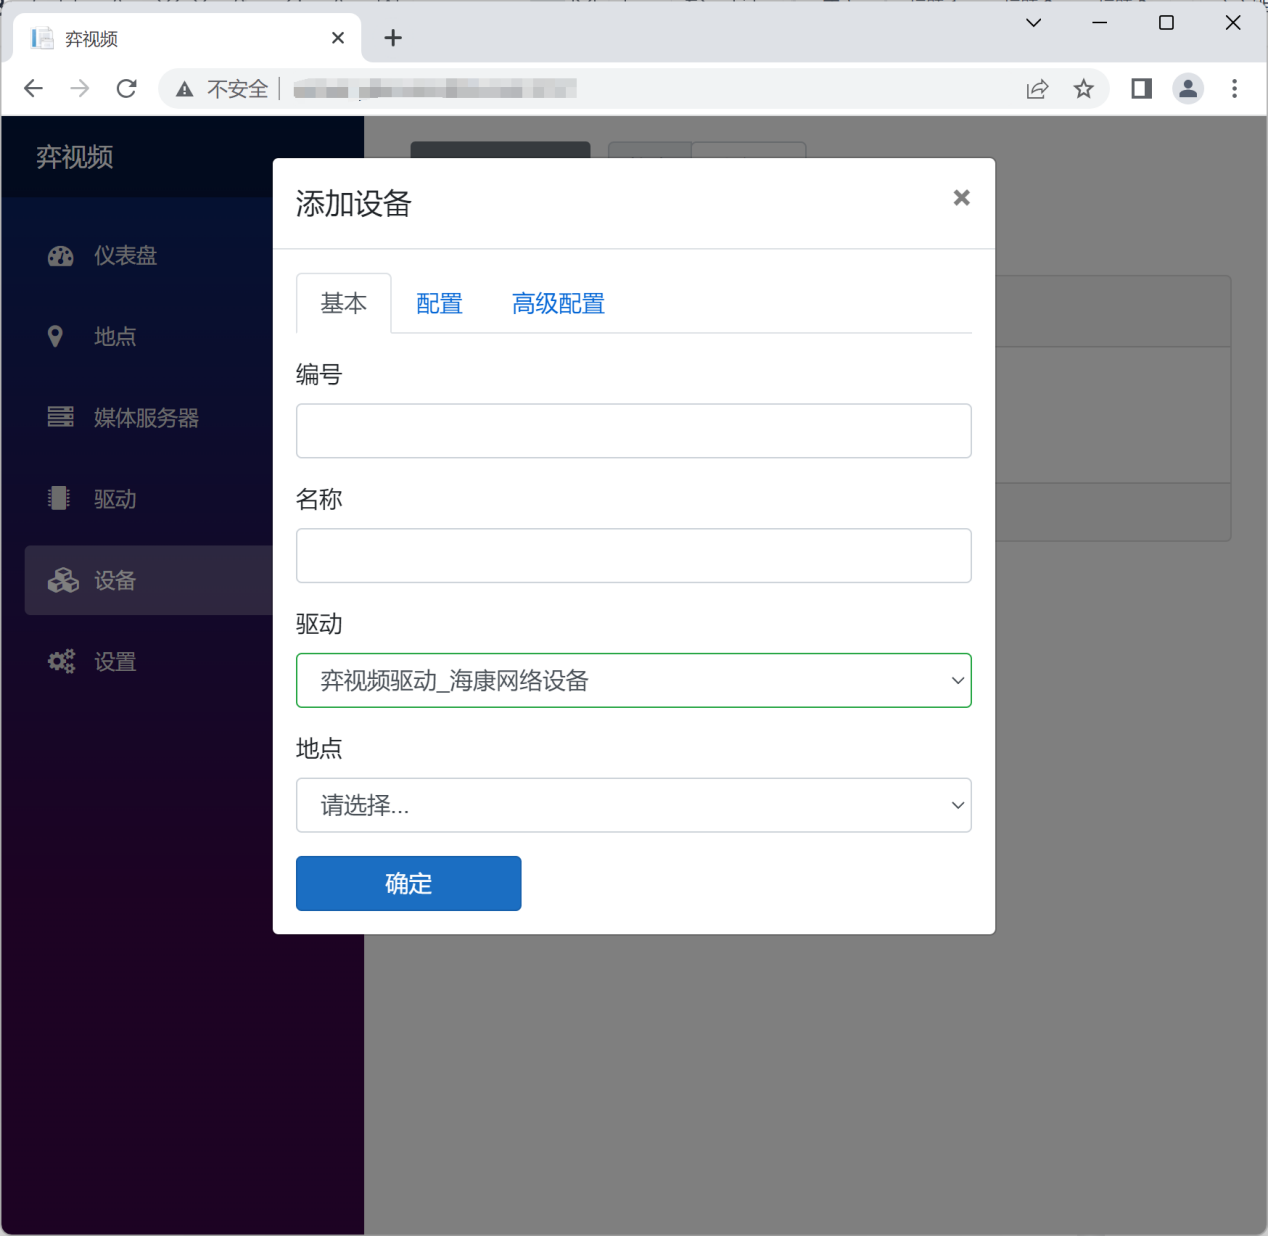 弈视频
不安全
弈视频
仪表盘
地点
媒体服务器
驱动
设备
设置
添加设备
基本 配置 高级配置
编号
名称
驱动
弈视频驱动_海康网络设备
地点
请选择...
确定